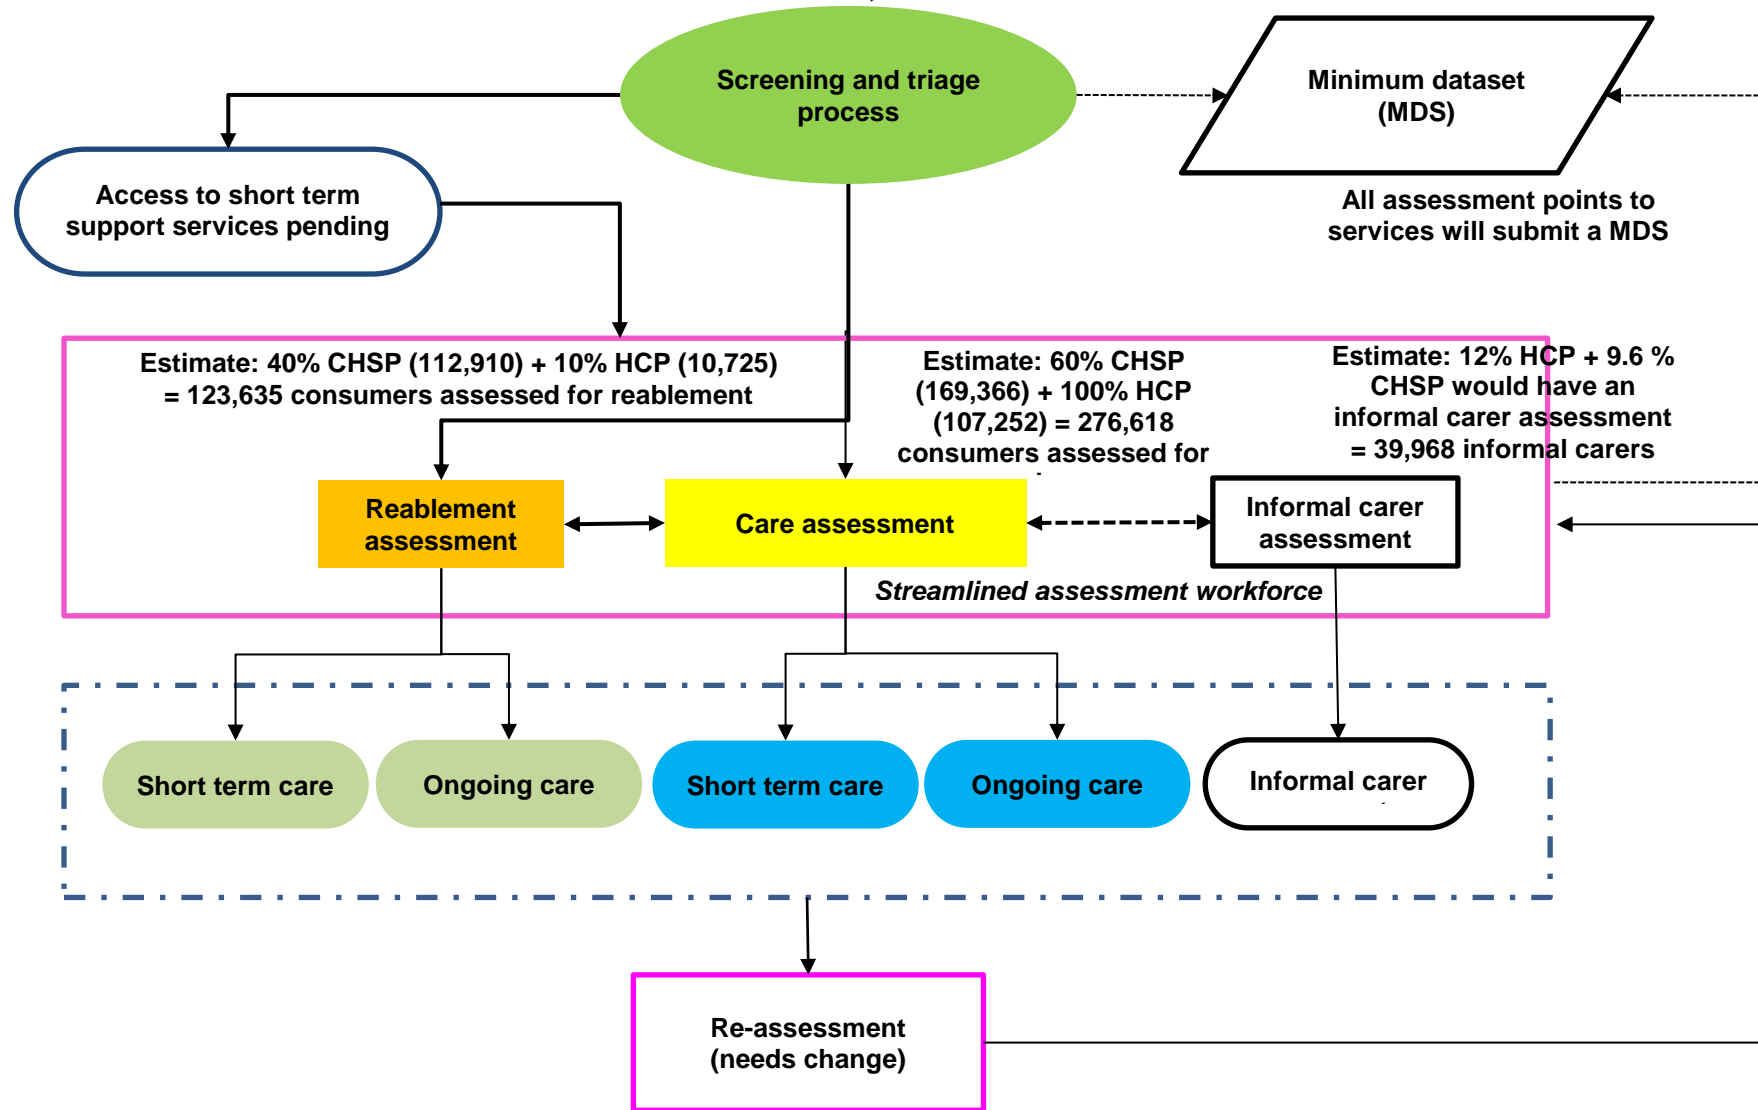 Screening and triage
process
Minimum dataset
(MDS)
Access to short term
support services pending
All assessment points to
services will submit a MDS
Estimate: 40% CHSP (112,910) + 10% HCP (10,725)
= 123,635 consumers assessed for reablement
Estimate: 60% CHSP
(169,366) + 100% HCP
(107,252) = 276,618
consumers assessed for
Estimate: 12% HCP + 9.6 %
CHSP would have an
informal carer assessment
= 39,968 informal carers
Reablement
assessment
Care assessment
Informal carer
assessment
Streamlined assessment workforce
Short term care
Ongoing care
Short term care
Ongoing care
Informal carer
Re-assessment
(needs change)